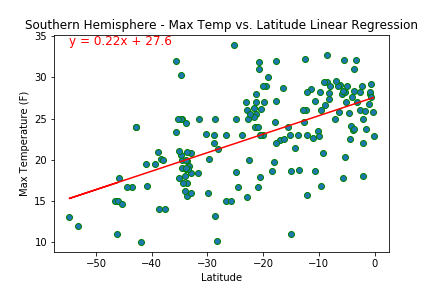 Southern Hemisphere - Max Temp vs. Latitude Linear Regression
y = 0.22x + 27.6
35
30
25
20
15
10
Max Temperature (F)
−50 −40 −30 −20 −10 0
Latitude